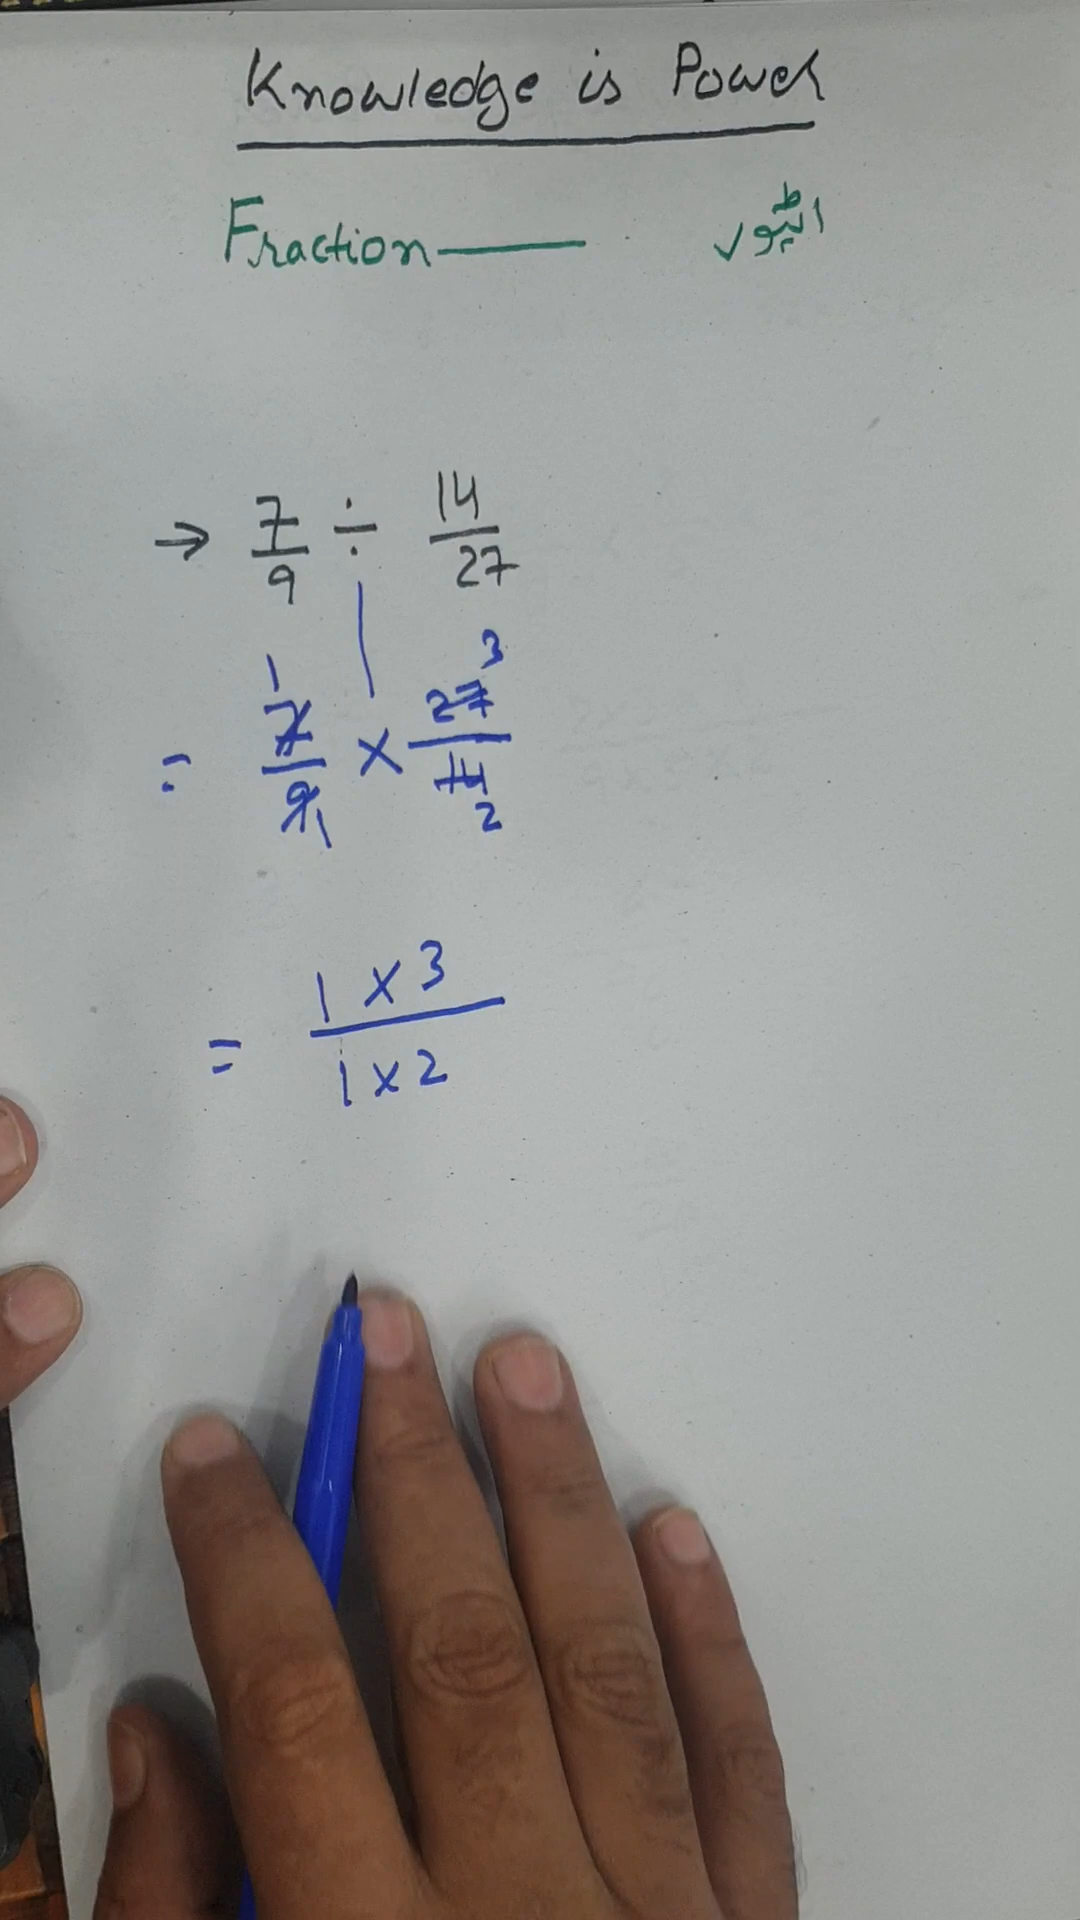 Knowledge is Power
Fraction—— 
→ 7/9 ÷ 14/27
= 7/9 × 27/14
1 3
1 2
= 1 × 3 / 1 × 2